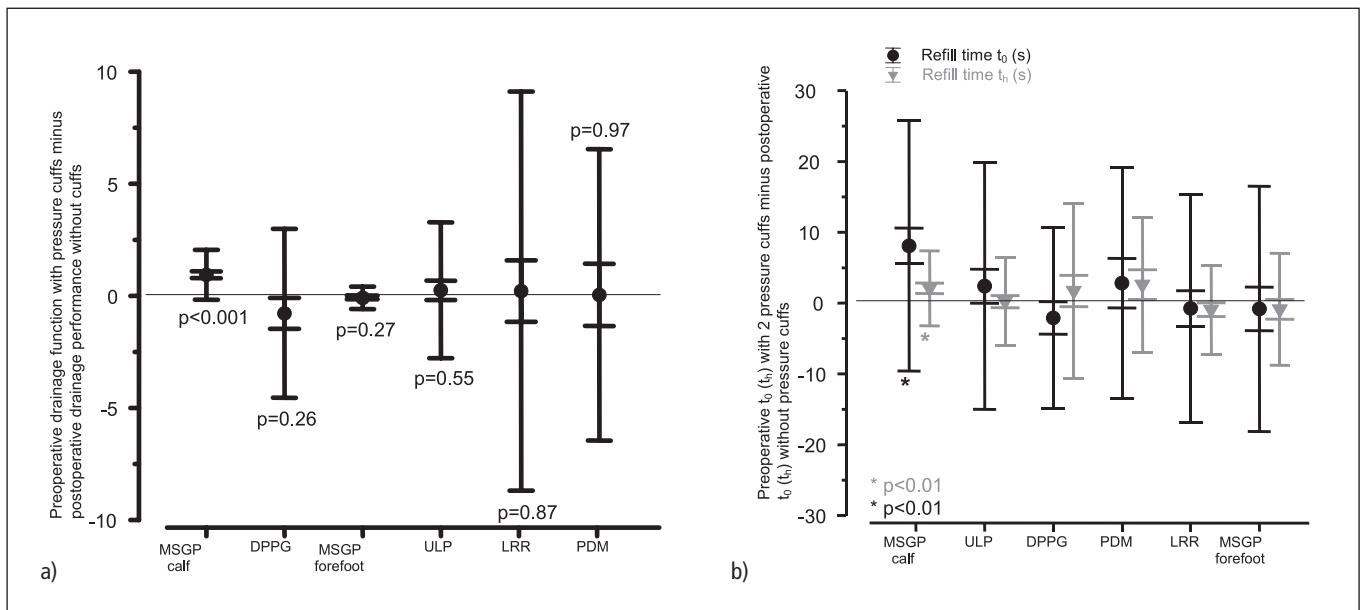 Preoperative drainage function with pressure cuffs minus
postoperative drainage performance without cuffs
10
5
0
-5
-10
p<0.001
p=0.26
p=0.27
p=0.55
p=0.87
p=0.97
MSGP
calf
DPPG
MSGP
forefoot
ULP
LRR
PDM
a)
Refill time t₀ (s)
Refill time tₕ (s)
Preoperative t₀ (tₕ) with 2 pressure cuffs minus postoperative
t₀ (tₕ) without pressure cuffs
30
20
10
0
-10
-20
-30
*
*
* p<0.01
* p<0.01
MSGP
calf
ULP
DPPG
PDM
LRR
MSGP
forefoot
b)